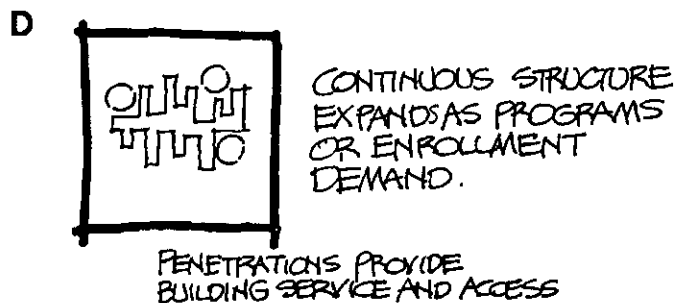 D
CONTINUOUS STRUCTURE
EXPANDS AS PROGRAMS
OR ENROLLMENT
DEMAND.
PENETRATIONS PROVIDE
BUILDING SERVICE AND ACCESS